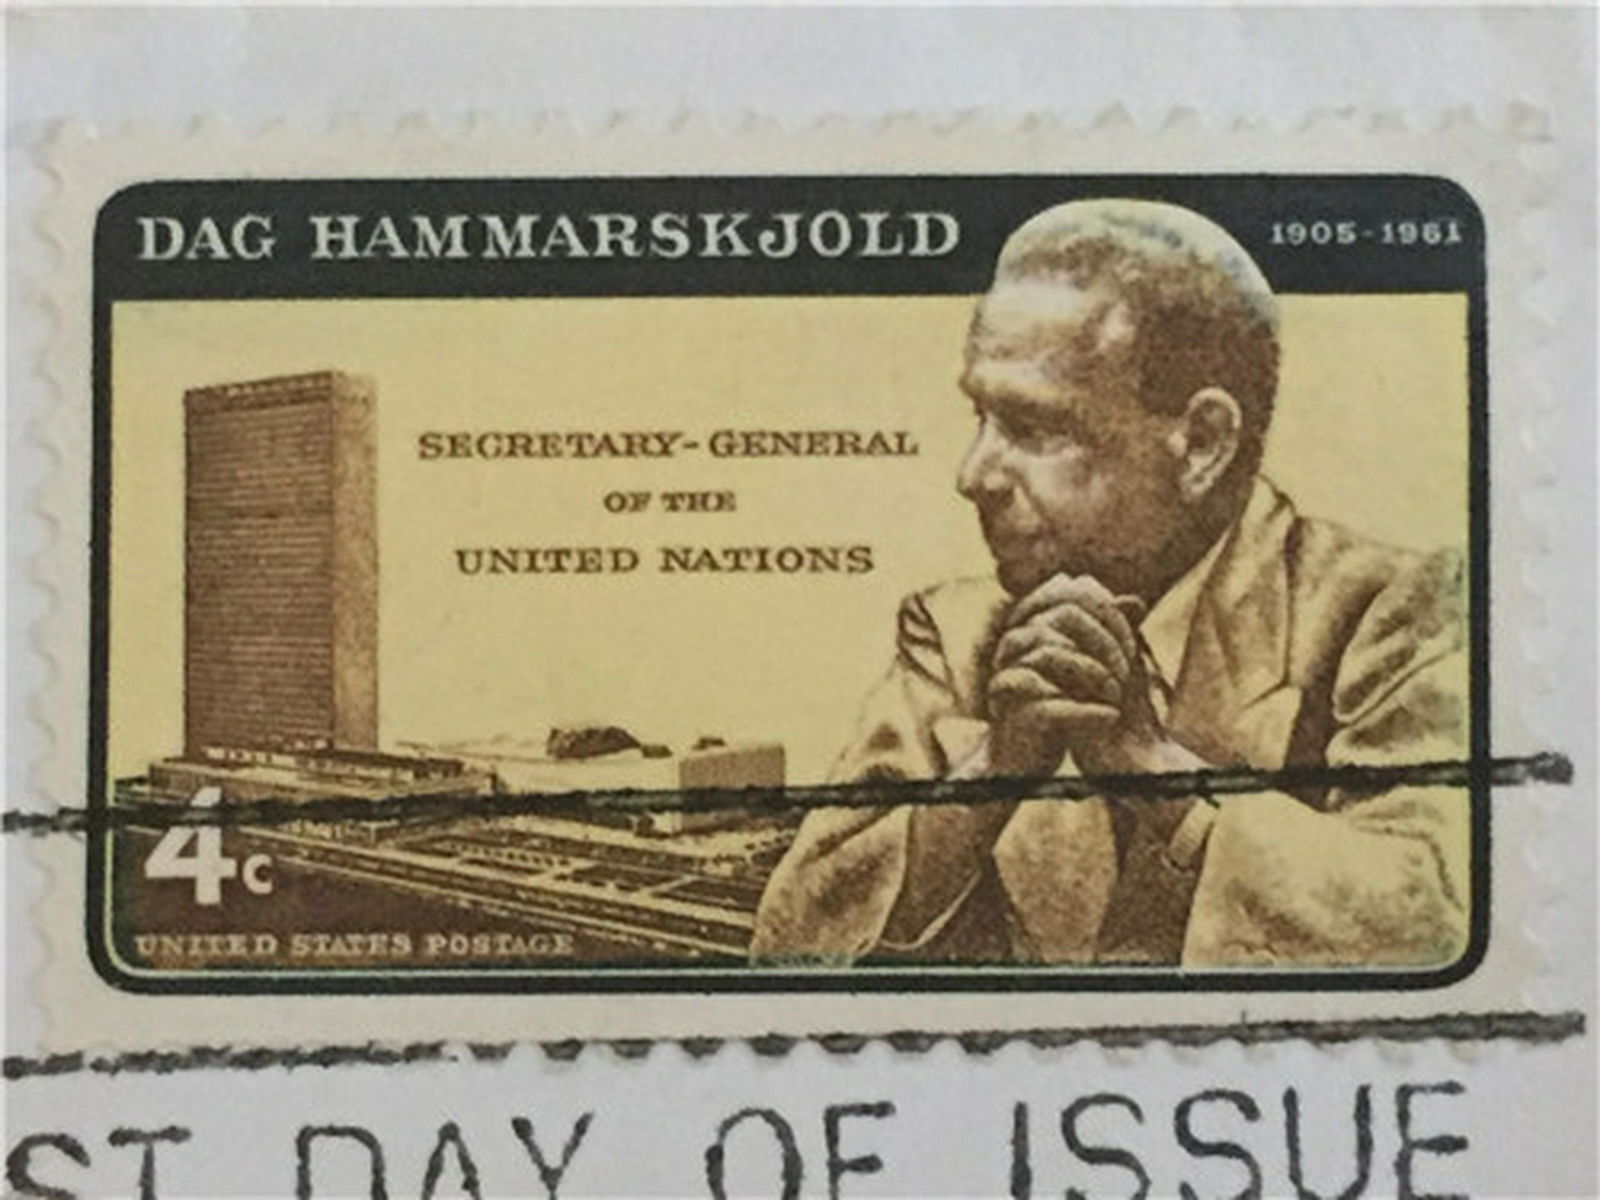 DAG HAMMARSKJOLD 1905-1961
SECRETARY-GENERAL
OF THE
UNITED NATIONS
4c
UNITED STATES POSTAGE
ST DAY OF ISSUE